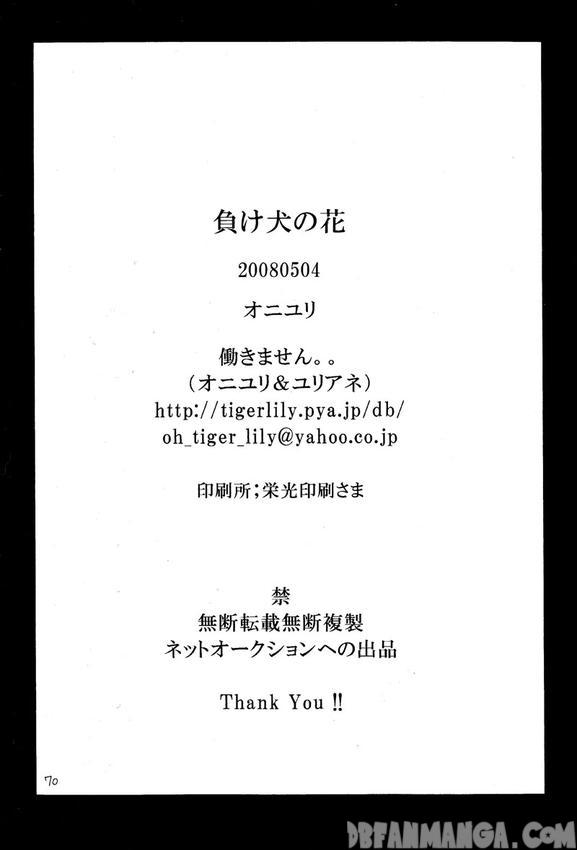 負け犬の花
20080504
オニユリ
働きません。。
(オニユリ&ユリアネ)
http://tigerlily.pya.jp/db/
oh_tiger_lily@yahoo.co.jp
印刷所;栄光印刷さま
禁
無断転載無断複製
ネットオークションへの出品
Thank You !!
70
DBFANMANGA.COM